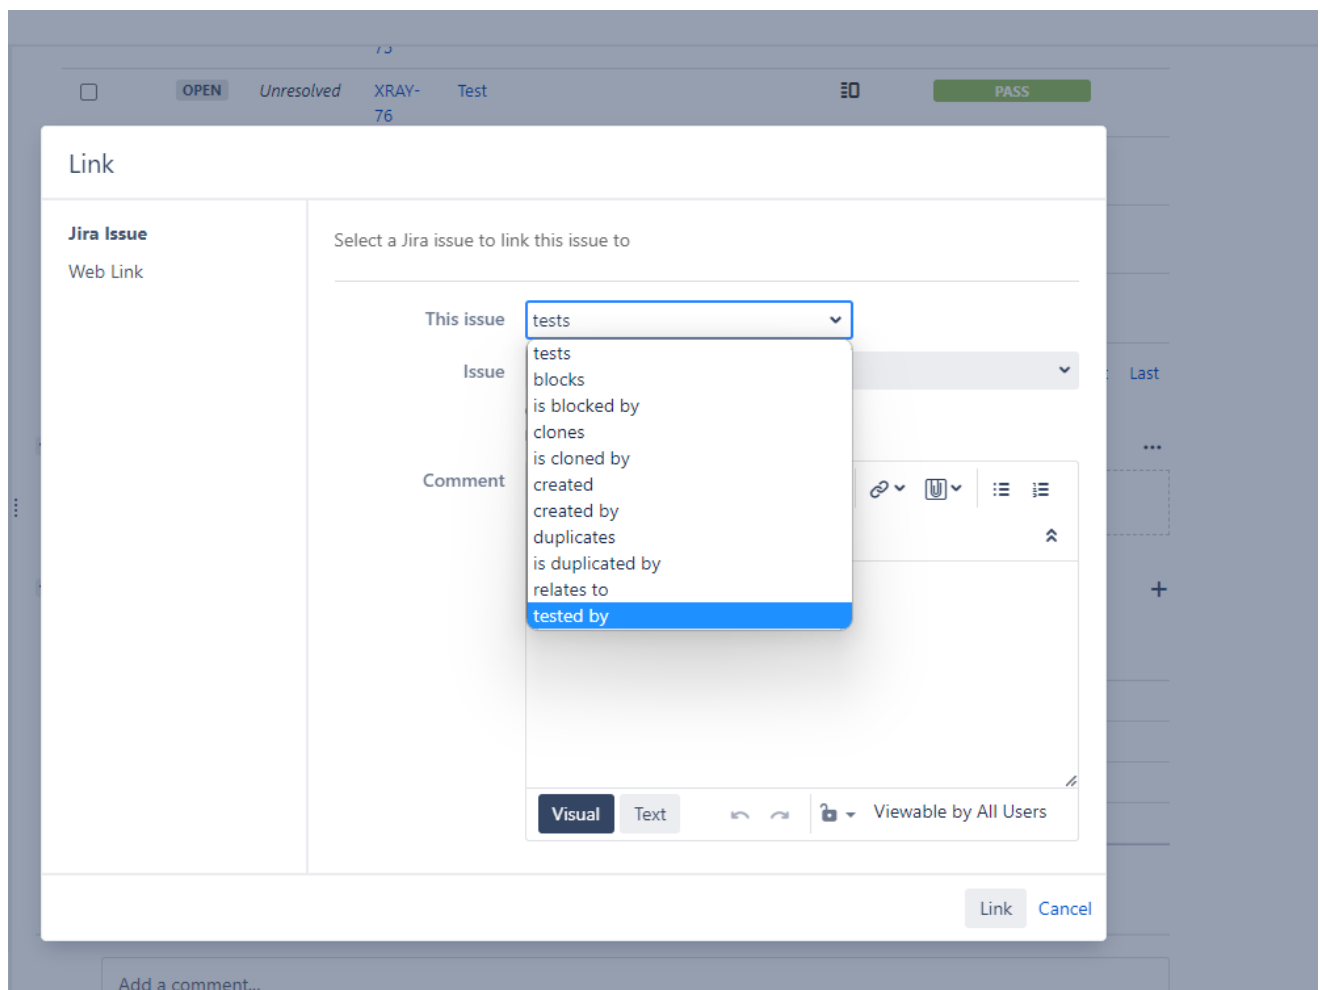 OPEN Unresolved XRAY- Test PASS
76
Link
Jira Issue
Web Link
Select a Jira issue to link this issue to
This issue tests
tests
Issue
blocks
is blocked by
clones
is cloned by
Comment
created
created by
duplicates
is duplicated by
relates to
tested by
Last
Visual Text Viewable by All Users
Link Cancel
Add a comment...